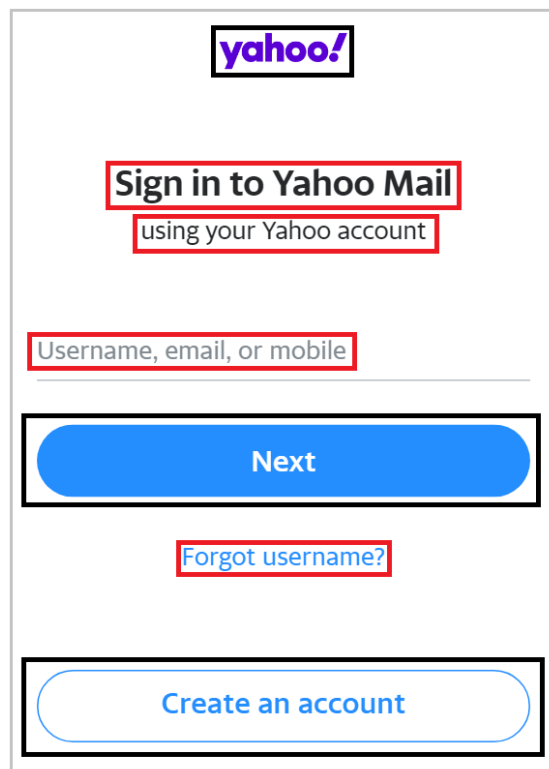 yahoo!
Sign in to Yahoo Mail
using your Yahoo account
Username, email, or mobile
Next
Forgot username?
Create an account